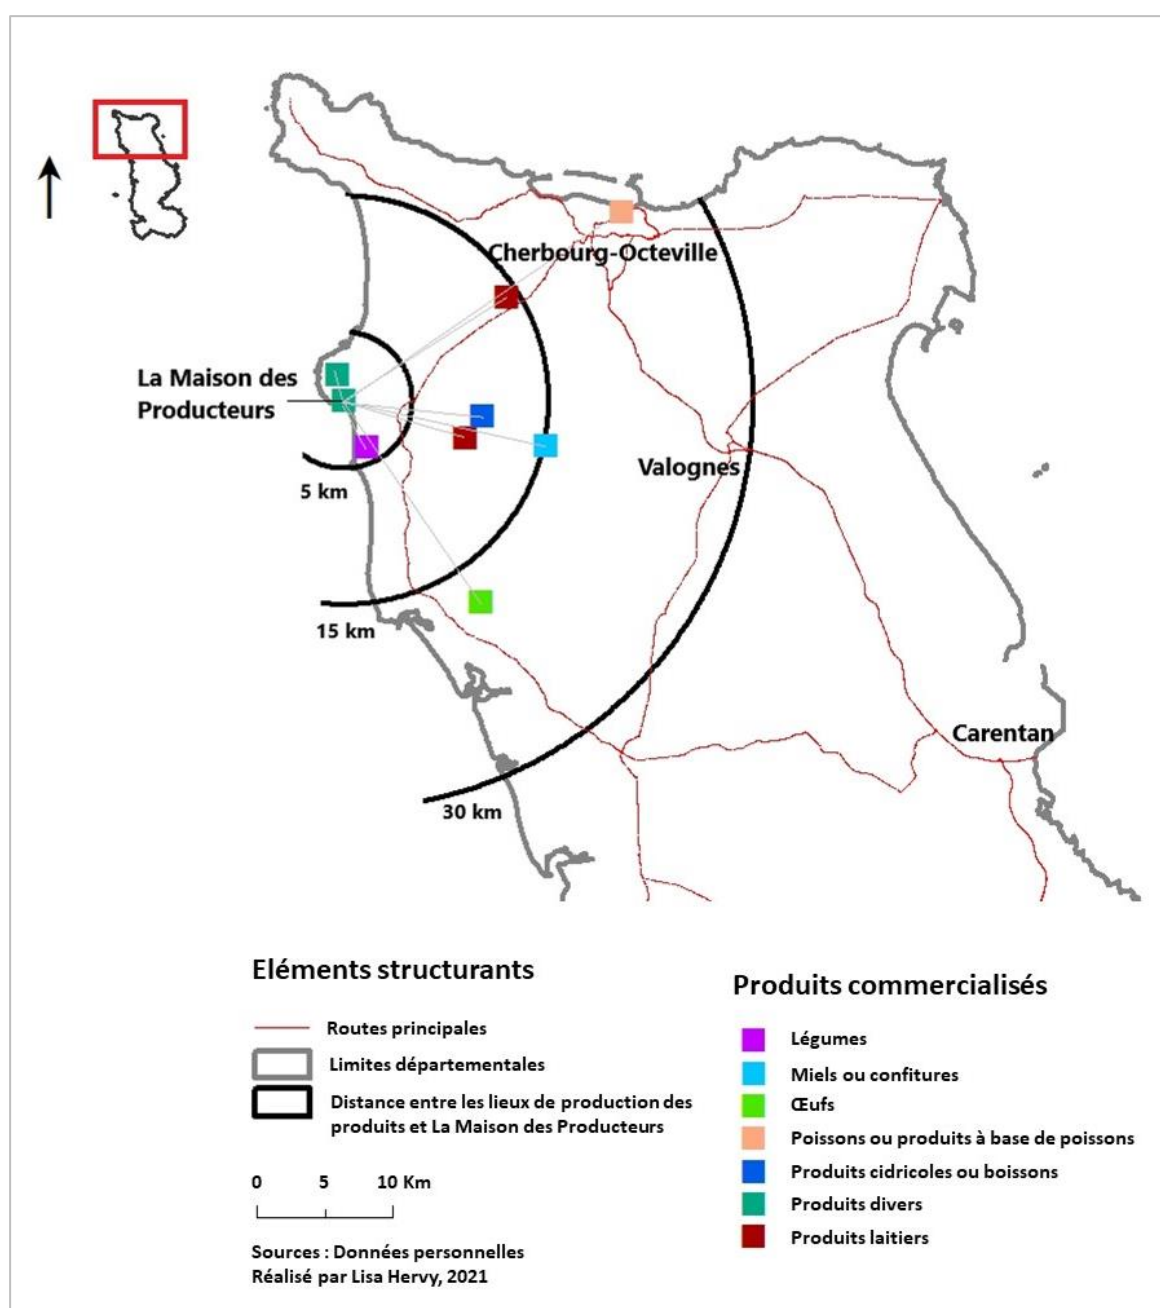 Cherbourg-Octeville
La Maison des
Producteurs
Valognes
5 km
15 km
Carentan
30 km
Eléments structurants
Routes principales
Limites départementales
Distance entre les lieux de production des
produits et La Maison des Producteurs
0 5 10 Km
Sources : Données personnelles
Réalisé par Lisa Hervy, 2021
Produits commercialisés
Légumes
Miels ou confitures
Œufs
Poissons ou produits à base de poissons
Produits cidricoles ou boissons
Produits divers
Produits laitiers